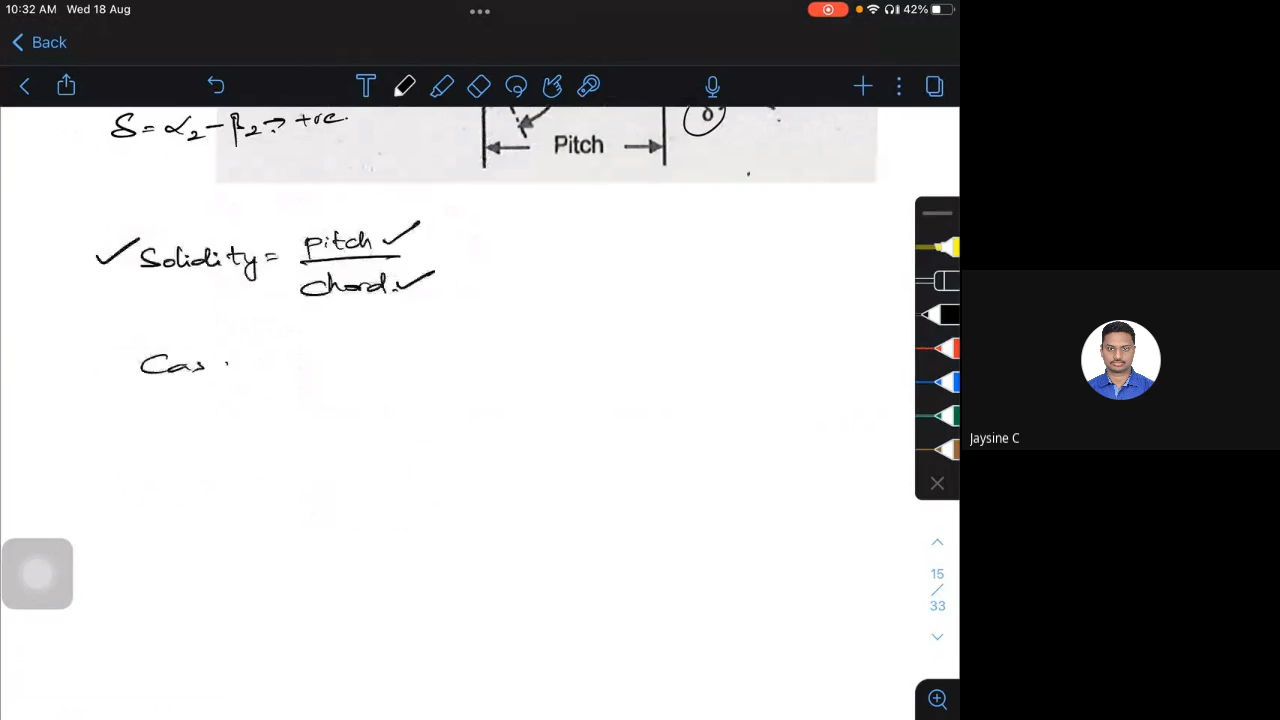 10:32 AM Wed 18 Aug
42%
Back
δ = α₂ - β₂ → +ve.
Pitch
δ
Solidity = pitch / chord.
Cas
Jaysine C
15
/
33